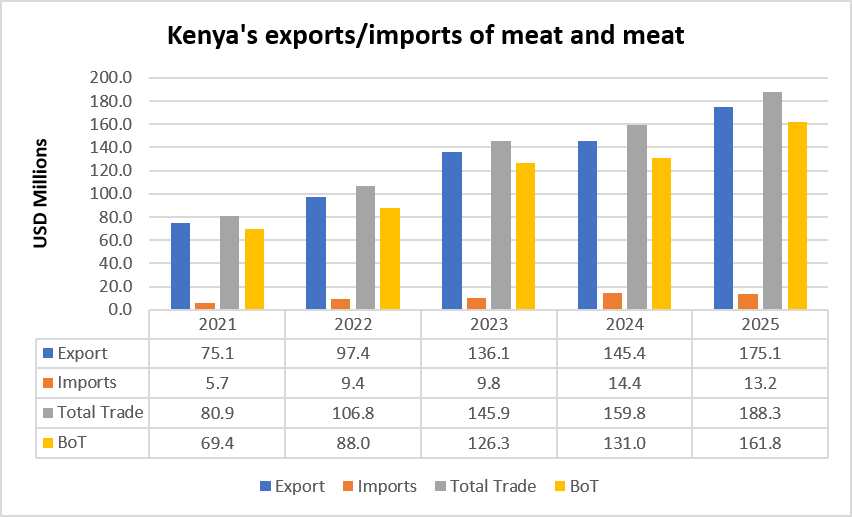 Kenya's exports/imports of meat and meat
USD Millions
200.0
180.0
160.0
140.0
120.0
100.0
80.0
60.0
40.0
20.0
0.0
2021 2022 2023 2024 2025
Export 75.1 97.4 136.1 145.4 175.1
Imports 5.7 9.4 9.8 14.4 13.2
Total Trade 80.9 106.8 145.9 159.8 188.3
BoT 69.4 88.0 126.3 131.0 161.8
Export Imports Total Trade BoT